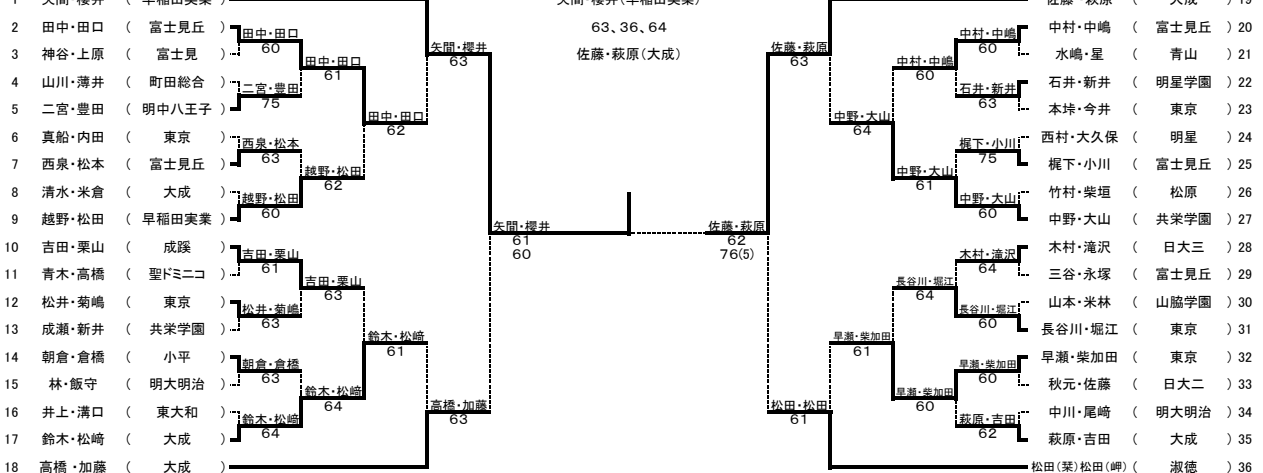 1 矢間・櫻井 ( 早稲田実業 )
2 田中・田口 ( 富士見丘 )
3 神谷・上原 ( 富士見 )
4 山川・薄井 ( 町田総合 )
5 二宮・豊田 ( 明中八王子 )
6 真船・内田 ( 東京 )
7 西泉・松本 ( 富士見丘 )
8 清水・米倉 ( 大成 )
9 越野・松田 ( 早稲田実業 )
10 吉田・栗山 ( 成蹊 )
11 青木・高橋 ( 聖ドミニコ )
12 松井・菊嶋 ( 東京 )
13 成瀬・新井 ( 共栄学園 )
14 朝倉・倉橋 ( 小平 )
15 林・飯守 ( 明大明治 )
16 井上・溝口 ( 東大和 )
17 鈴木・松﨑 ( 大成 )
18 高橋・加藤 ( 大成 )
田中・田口
60
二宮・豊田
75
西泉・松本
63
越野・松田
60
吉田・栗山
61
松井・菊嶋
63
朝倉・倉橋
63
鈴木・松﨑
64
田中・田口
61
越野・松田
62
吉田・栗山
63
鈴木・松﨑
64
田中・田口
62
鈴木・松﨑
61
矢間・櫻井
63
高橋・加藤
63
矢間・櫻井
61
60
矢間・櫻井(早稲田実業)
63、36、64
佐藤・萩原(大成)
佐藤・萩原
62
76(5)
佐藤・萩原
63
松田・松田
61
中野・大山
64
早瀬・柴加田
61
中村・中嶋
60
中野・大山
61
長谷川・堀江
64
早瀬・柴加田
60
中村・中嶋
60
石井・新井
63
梶下・小川
75
中野・大山
60
木村・滝沢
64
長谷川・堀江
60
早瀬・柴加田
60
萩原・吉田
62
佐藤・萩原 ( 大成 ) 19
中村・中嶋 ( 富士見丘 ) 20
水嶋・星 ( 青山 ) 21
石井・新井 ( 明星学園 ) 22
本垰・今井 ( 東京 ) 23
西村・大久保 ( 明星 ) 24
梶下・小川 ( 富士見丘 ) 25
竹村・柴垣 ( 松原 ) 26
中野・大山 ( 共栄学園 ) 27
木村・滝沢 ( 日大三 ) 28
三谷・永塚 ( 富士見丘 ) 29
山本・米林 ( 山脇学園 ) 30
長谷川・堀江 ( 東京 ) 31
早瀬・柴加田 ( 東京 ) 32
秋元・佐藤 ( 日大二 ) 33
中川・尾﨑 ( 明大明治 ) 34
萩原・吉田 ( 大成 ) 35
松田(栞)松田(岬) ( 淑徳 ) 36